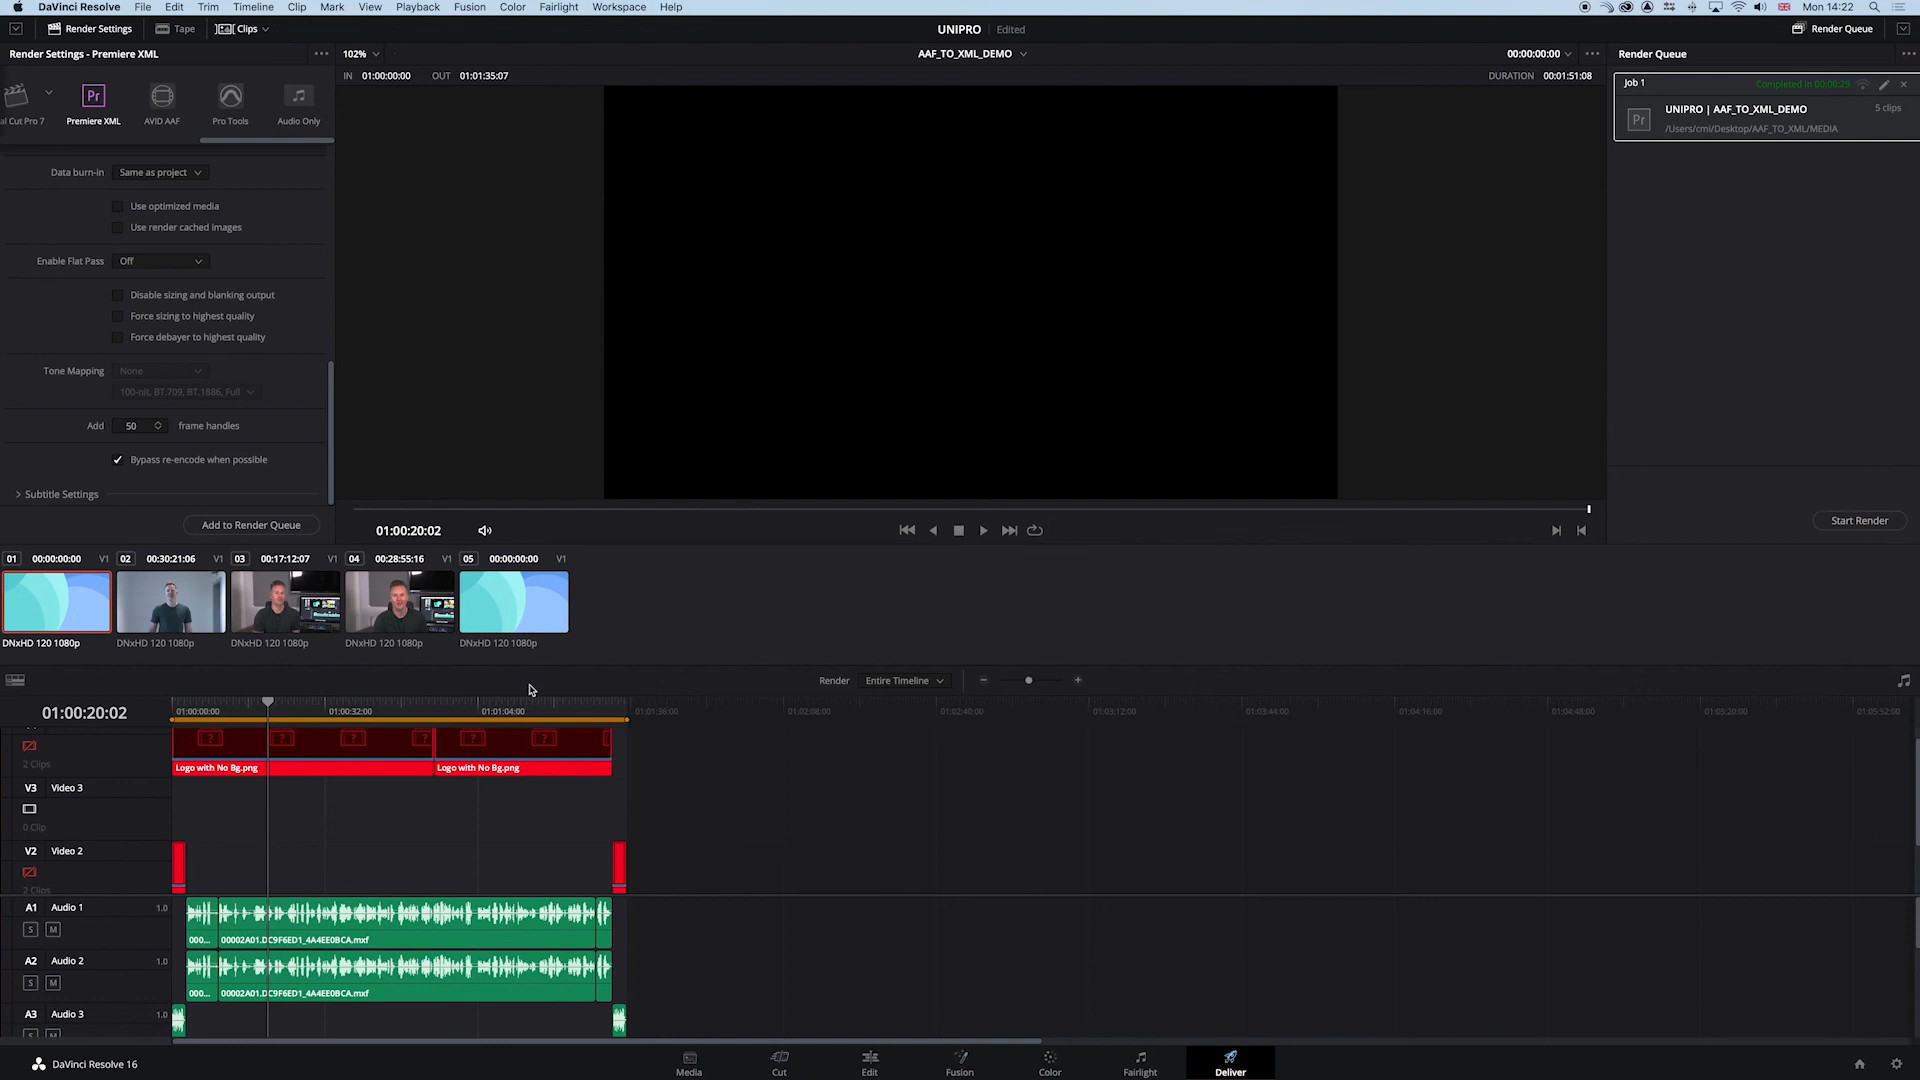 DaVinci Resolve File Edit Trim Timeline Clip Mark View Playback Fusion Color Fairlight Workspace Help Mon 14:22
Render Settings Tape Clips UNIPRO Edited Render Queue
Render Settings - Premiere XML 102% AAF_TO_XML_DEMO 00:00:00:00 Render Queue
IN 01:00:00:00 OUT 01:01:35:07 DURATION 00:01:51:08
Job 1 Completed in 00:00:29
UNIPRO | AAF_TO_XML_DEMO 5 clips
/Users/cmi/Desktop/AAF_TO_XML/MEDIA
al Cut Pro 7 Premiere XML AVID AAF Pro Tools Audio Only
Data burn-in Same as project
Use optimized media
Use render cached images
Enable Flat Pass Off
Disable sizing and blanking output
Force sizing to highest quality
Force debayer to highest quality
Tone Mapping None
100-nit, BT.709, BT.1886, Full
Add 50 frame handles
Bypass re-encode when possible
Subtitle Settings
Add to Render Queue
01:00:20:02
Start Render
01 00:00:00:00 V1 02 00:30:21:06 V1 03 00:17:12:07 V1 04 00:28:55:16 V1 05 00:00:00:00 V1
DNxHD 120 1080p DNxHD 120 1080p DNxHD 120 1080p DNxHD 120 1080p DNxHD 120 1080p
Render Entire Timeline
01:00:20:02 01:00:00:00 01:00:32:00 01:01:04:00 01:01:36:00 01:02:08:00 01:02:40:00 01:03:12:00 01:03:44:00 01:04:16:00 01:04:48:00 01:05:20:00 01:05:52:00
2 Clips
Logo with No Bg.png Logo with No Bg.png
V3 Video 3
0 Clip
V2 Video 2
2 Clips
A1 Audio 1 1.0
S M
000... 00002A01.DC9F6ED1_4A4EE0BCA.mxf
A2 Audio 2 1.0
S M
000... 00002A01.DC9F6ED1_4A4EE0BCA.mxf
A3 Audio 3 1.0
S M
DaVinci Resolve 16 Media Cut Edit Fusion Color Fairlight Deliver